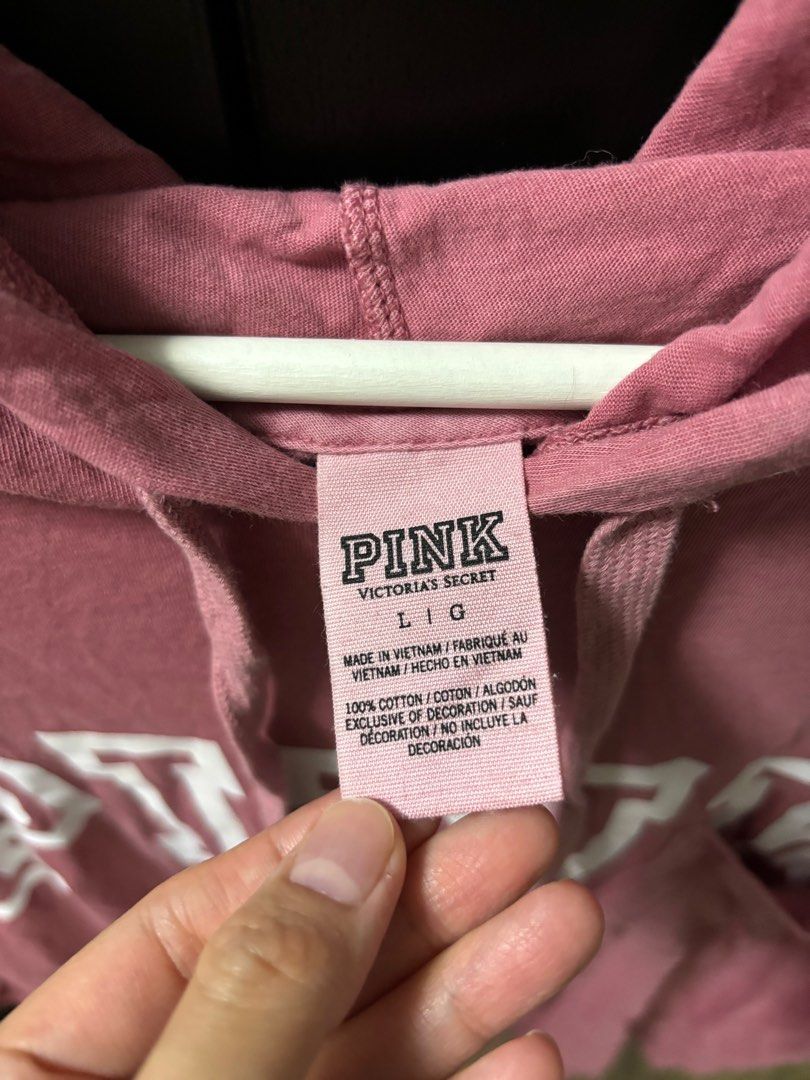 PINK
VICTORIA'S SECRET
L | G
MADE IN VIETNAM / FABRIQUÉ AU
VIETNAM / HECHO EN VIETNAM
100% COTTON / COTON / ALGODÓN
EXCLUSIVE OF DECORATION / SAUF
DÉCORATION / NO INCLUYE LA
DECORACIÓN